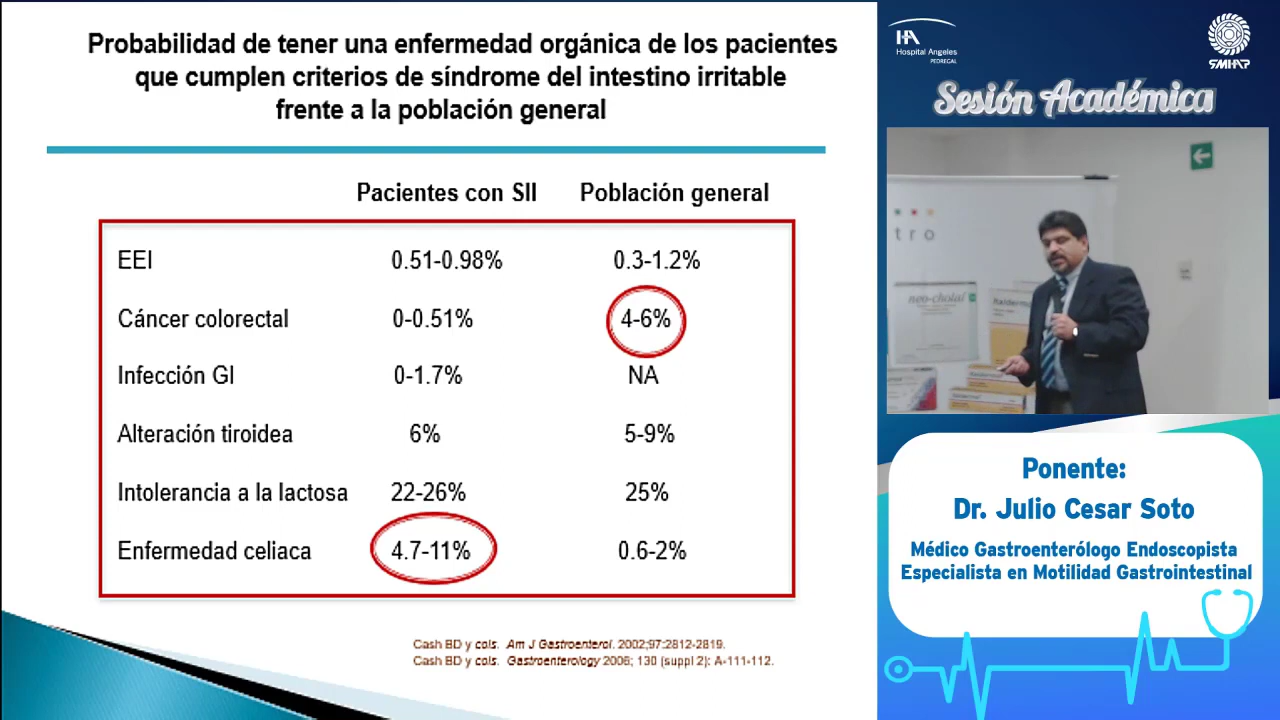 Probabilidad de tener una enfermedad orgánica de los pacientes
que cumplen criterios de síndrome del intestino irritable
frente a la población general
Pacientes con SII Población general
EEI 0.51-0.98% 0.3-1.2%
Cáncer colorectal 0-0.51% 4-6%
Infección GI 0-1.7% NA
Alteración tiroidea 6% 5-9%
Intolerancia a la lactosa 22-26% 25%
Enfermedad celiaca 4.7-11% 0.6-2%
Cash BD y cols. Am J Gastroenterol. 2002;97:2812-2819.
Cash BD y cols. Gastroenterology 2006; 130 (suppl 2): A-111-112.
HA
Hospital Angeles
PEDREGAL
SMHAP
Sesión Académica
tro
neo-cholal
Ponente:
Dr. Julio Cesar Soto
Médico Gastroenterólogo Endoscopista
Especialista en Motilidad Gastrointestinal